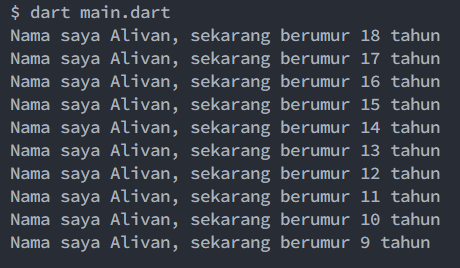 $ dart main.dart
Nama saya Alivan, sekarang berumur 18 tahun
Nama saya Alivan, sekarang berumur 17 tahun
Nama saya Alivan, sekarang berumur 16 tahun
Nama saya Alivan, sekarang berumur 15 tahun
Nama saya Alivan, sekarang berumur 14 tahun
Nama saya Alivan, sekarang berumur 13 tahun
Nama saya Alivan, sekarang berumur 12 tahun
Nama saya Alivan, sekarang berumur 11 tahun
Nama saya Alivan, sekarang berumur 10 tahun
Nama saya Alivan, sekarang berumur 9 tahun